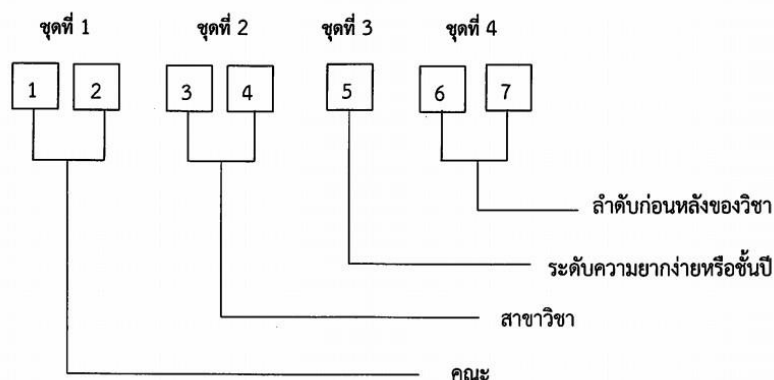 ชุดที่ 1 ชุดที่ 2 ชุดที่ 3 ชุดที่ 4
1 2 3 4 5 6 7
ลำดับก่อนหลังของวิชา
ระดับความยากง่ายหรือชั้นปี
สาขาวิชา
คณะ